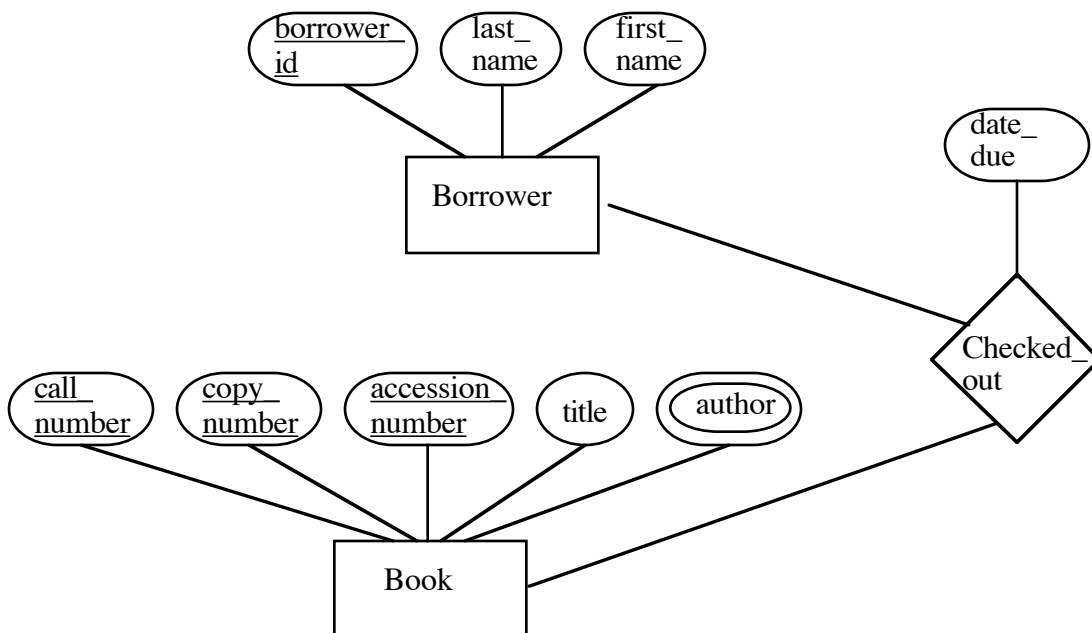 borrower_
id
last_
name
first_
name
date_
due
Borrower
Checked_
out
call_
number
copy_
number
accession_
number
title
author
Book